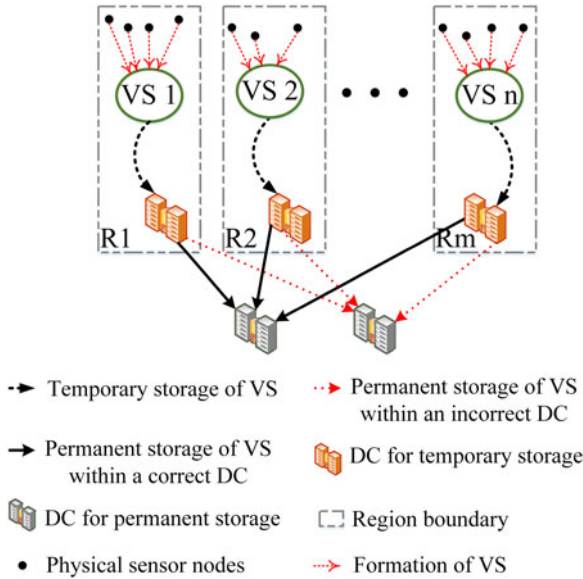 VS 1
VS 2
VS n
R1
R2
Rm
Temporary storage of VS
Permanent storage of VS
within an incorrect DC
Permanent storage of VS
within a correct DC
DC for temporary storage
DC for permanent storage
Region boundary
Physical sensor nodes
Formation of VS